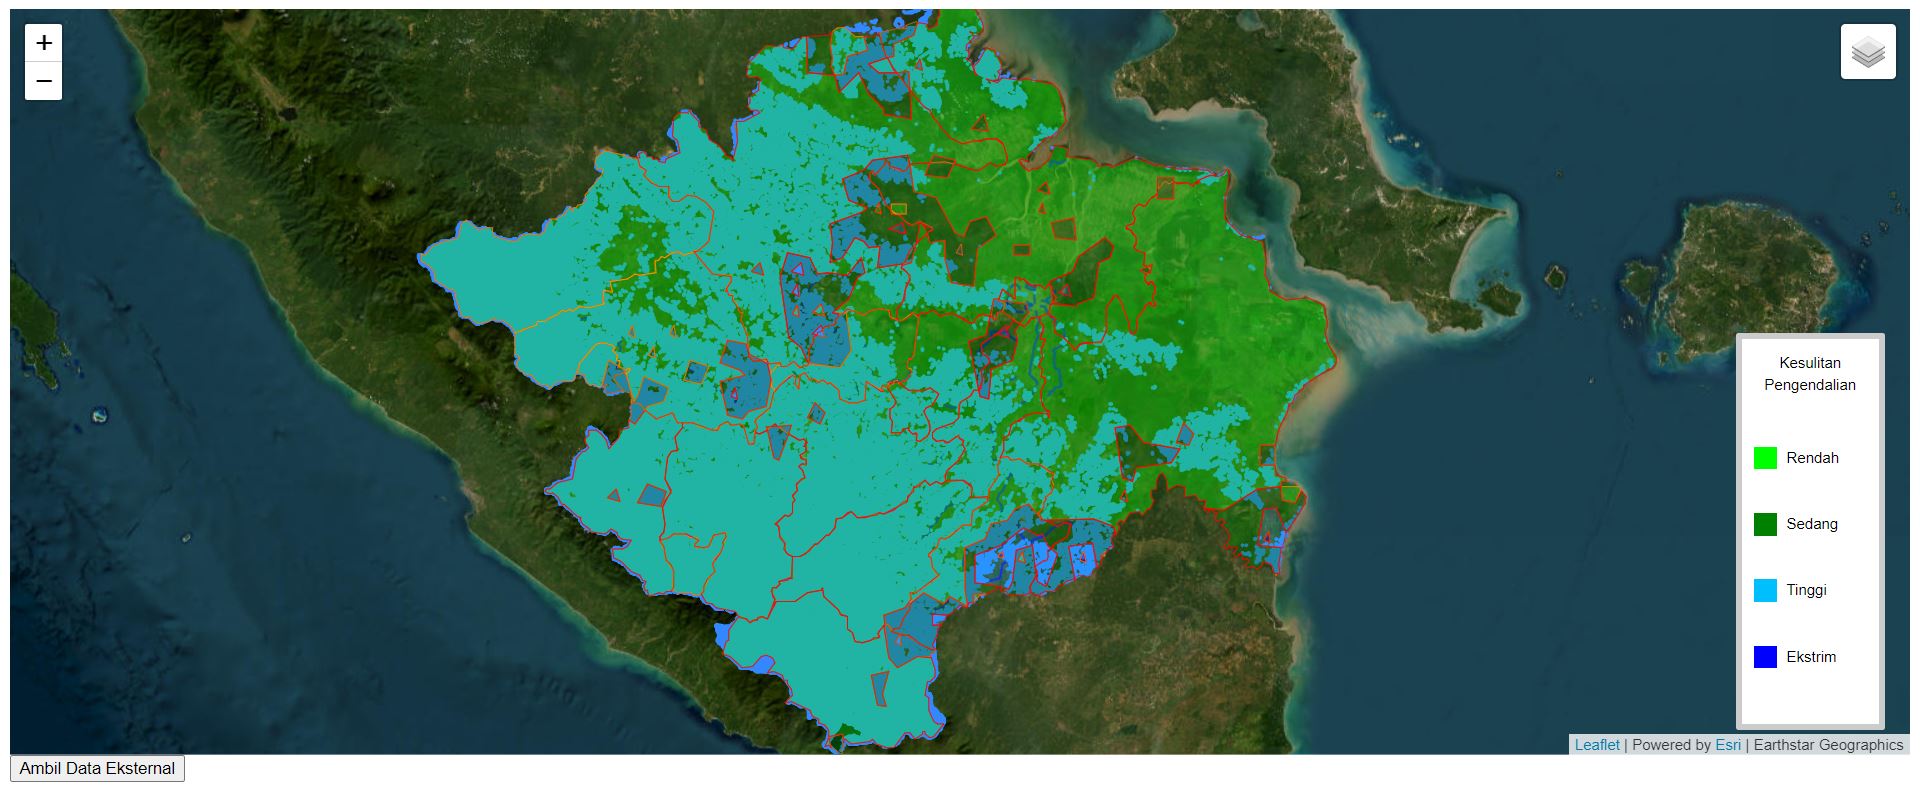 +
−
Kesulitan
Pengendalian
Rendah
Sedang
Tinggi
Ekstrim
Leaflet | Powered by Esri | Earthstar Geographics
Ambil Data Eksternal